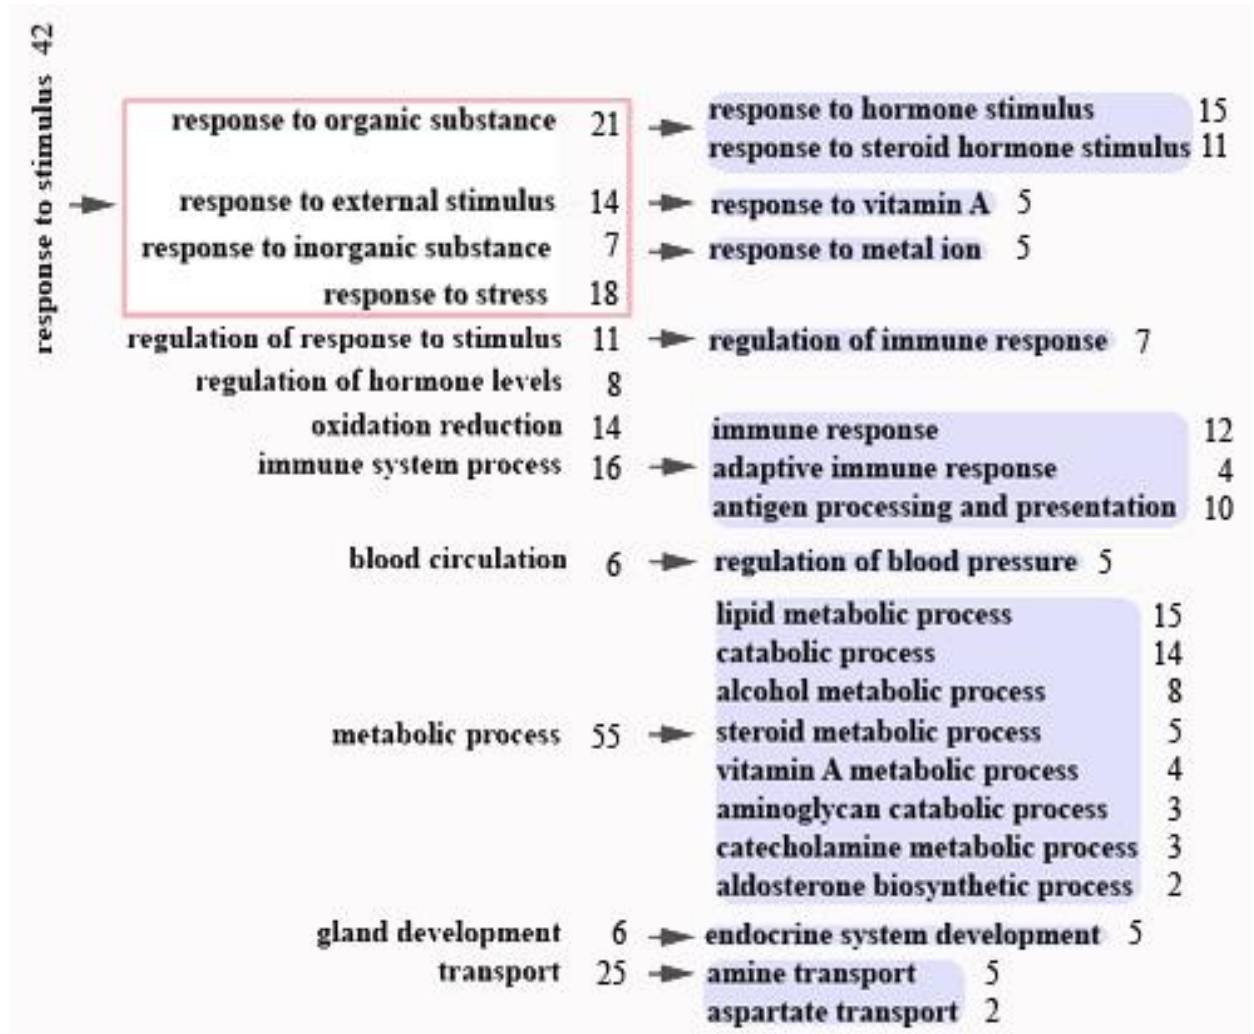 response to stimulus 42
response to organic substance 21
response to hormone stimulus 15
response to steroid hormone stimulus 11
response to external stimulus 14
response to vitamin A 5
response to inorganic substance 7
response to metal ion 5
response to stress 18
regulation of response to stimulus 11
regulation of immune response 7
regulation of hormone levels 8
oxidation reduction 14
immune system process 16
immune response 12
adaptive immune response 4
antigen processing and presentation 10
blood circulation 6
regulation of blood pressure 5
metabolic process 55
lipid metabolic process 15
catabolic process 14
alcohol metabolic process 8
steroid metabolic process 5
vitamin A metabolic process 4
aminoglycan catabolic process 3
catecholamine metabolic process 3
aldosterone biosynthetic process 2
gland development 6
endocrine system development 5
transport 25
amine transport 5
aspartate transport 2